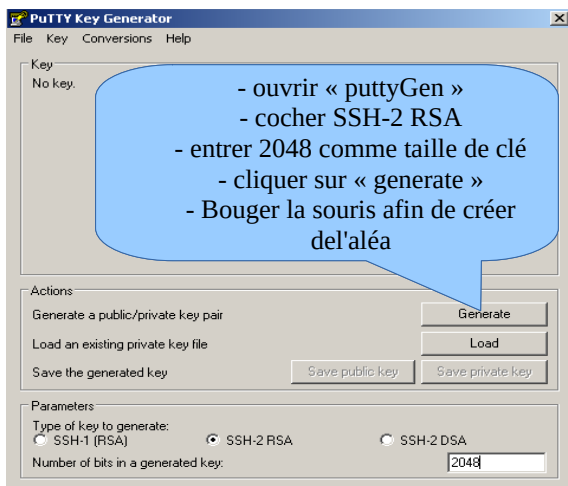 PuTTY Key Generator
File Key Conversions Help
Key
No key.
- ouvrir « puttyGen »
- cocher SSH-2 RSA
- entrer 2048 comme taille de clé
- cliquer sur « generate »
- Bouger la souris afin de créer
del'aléa
Actions
Generate a public/private key pair
Generate
Load an existing private key file
Load
Save the generated key
Save public key
Save private key
Parameters
Type of key to generate:
SSH-1 (RSA)
SSH-2 RSA
SSH-2 DSA
Number of bits in a generated key:
2048